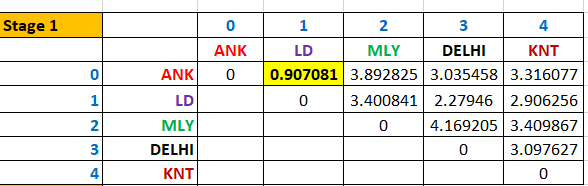 Stage 1 0 1 2 3 4
ANK LD MLY DELHI KNT
0 ANK 0 0.907081 3.892825 3.035458 3.316077
1 LD 0 3.400841 2.27946 2.906256
2 MLY 0 4.169205 3.409867
3 DELHI 0 3.097627
4 KNT 0